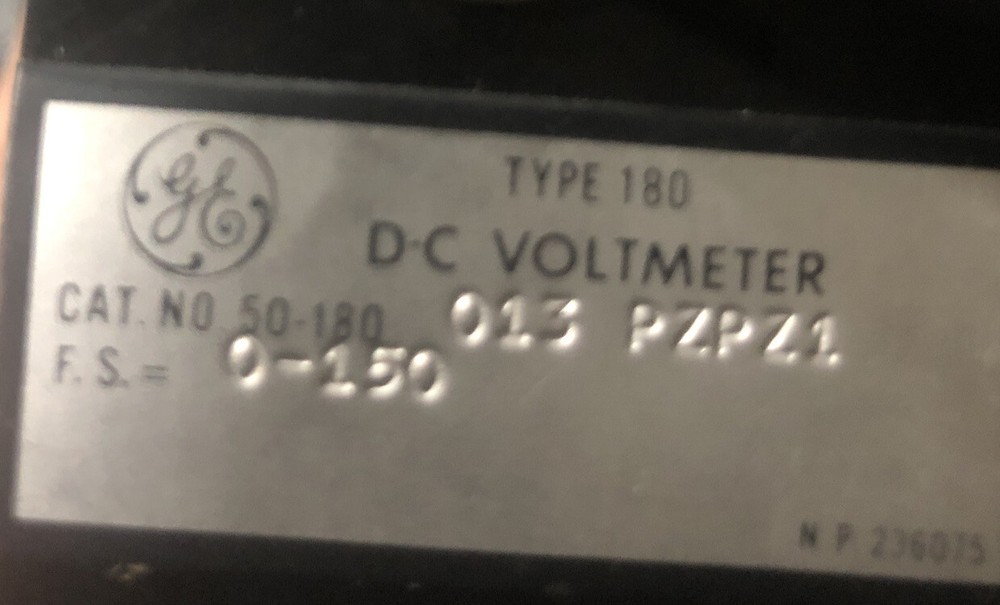 GE
TYPE 180
D-C VOLTMETER
CAT. NO. 50-180 013 PZPZ1
F. S. = 0-150
N P 236075